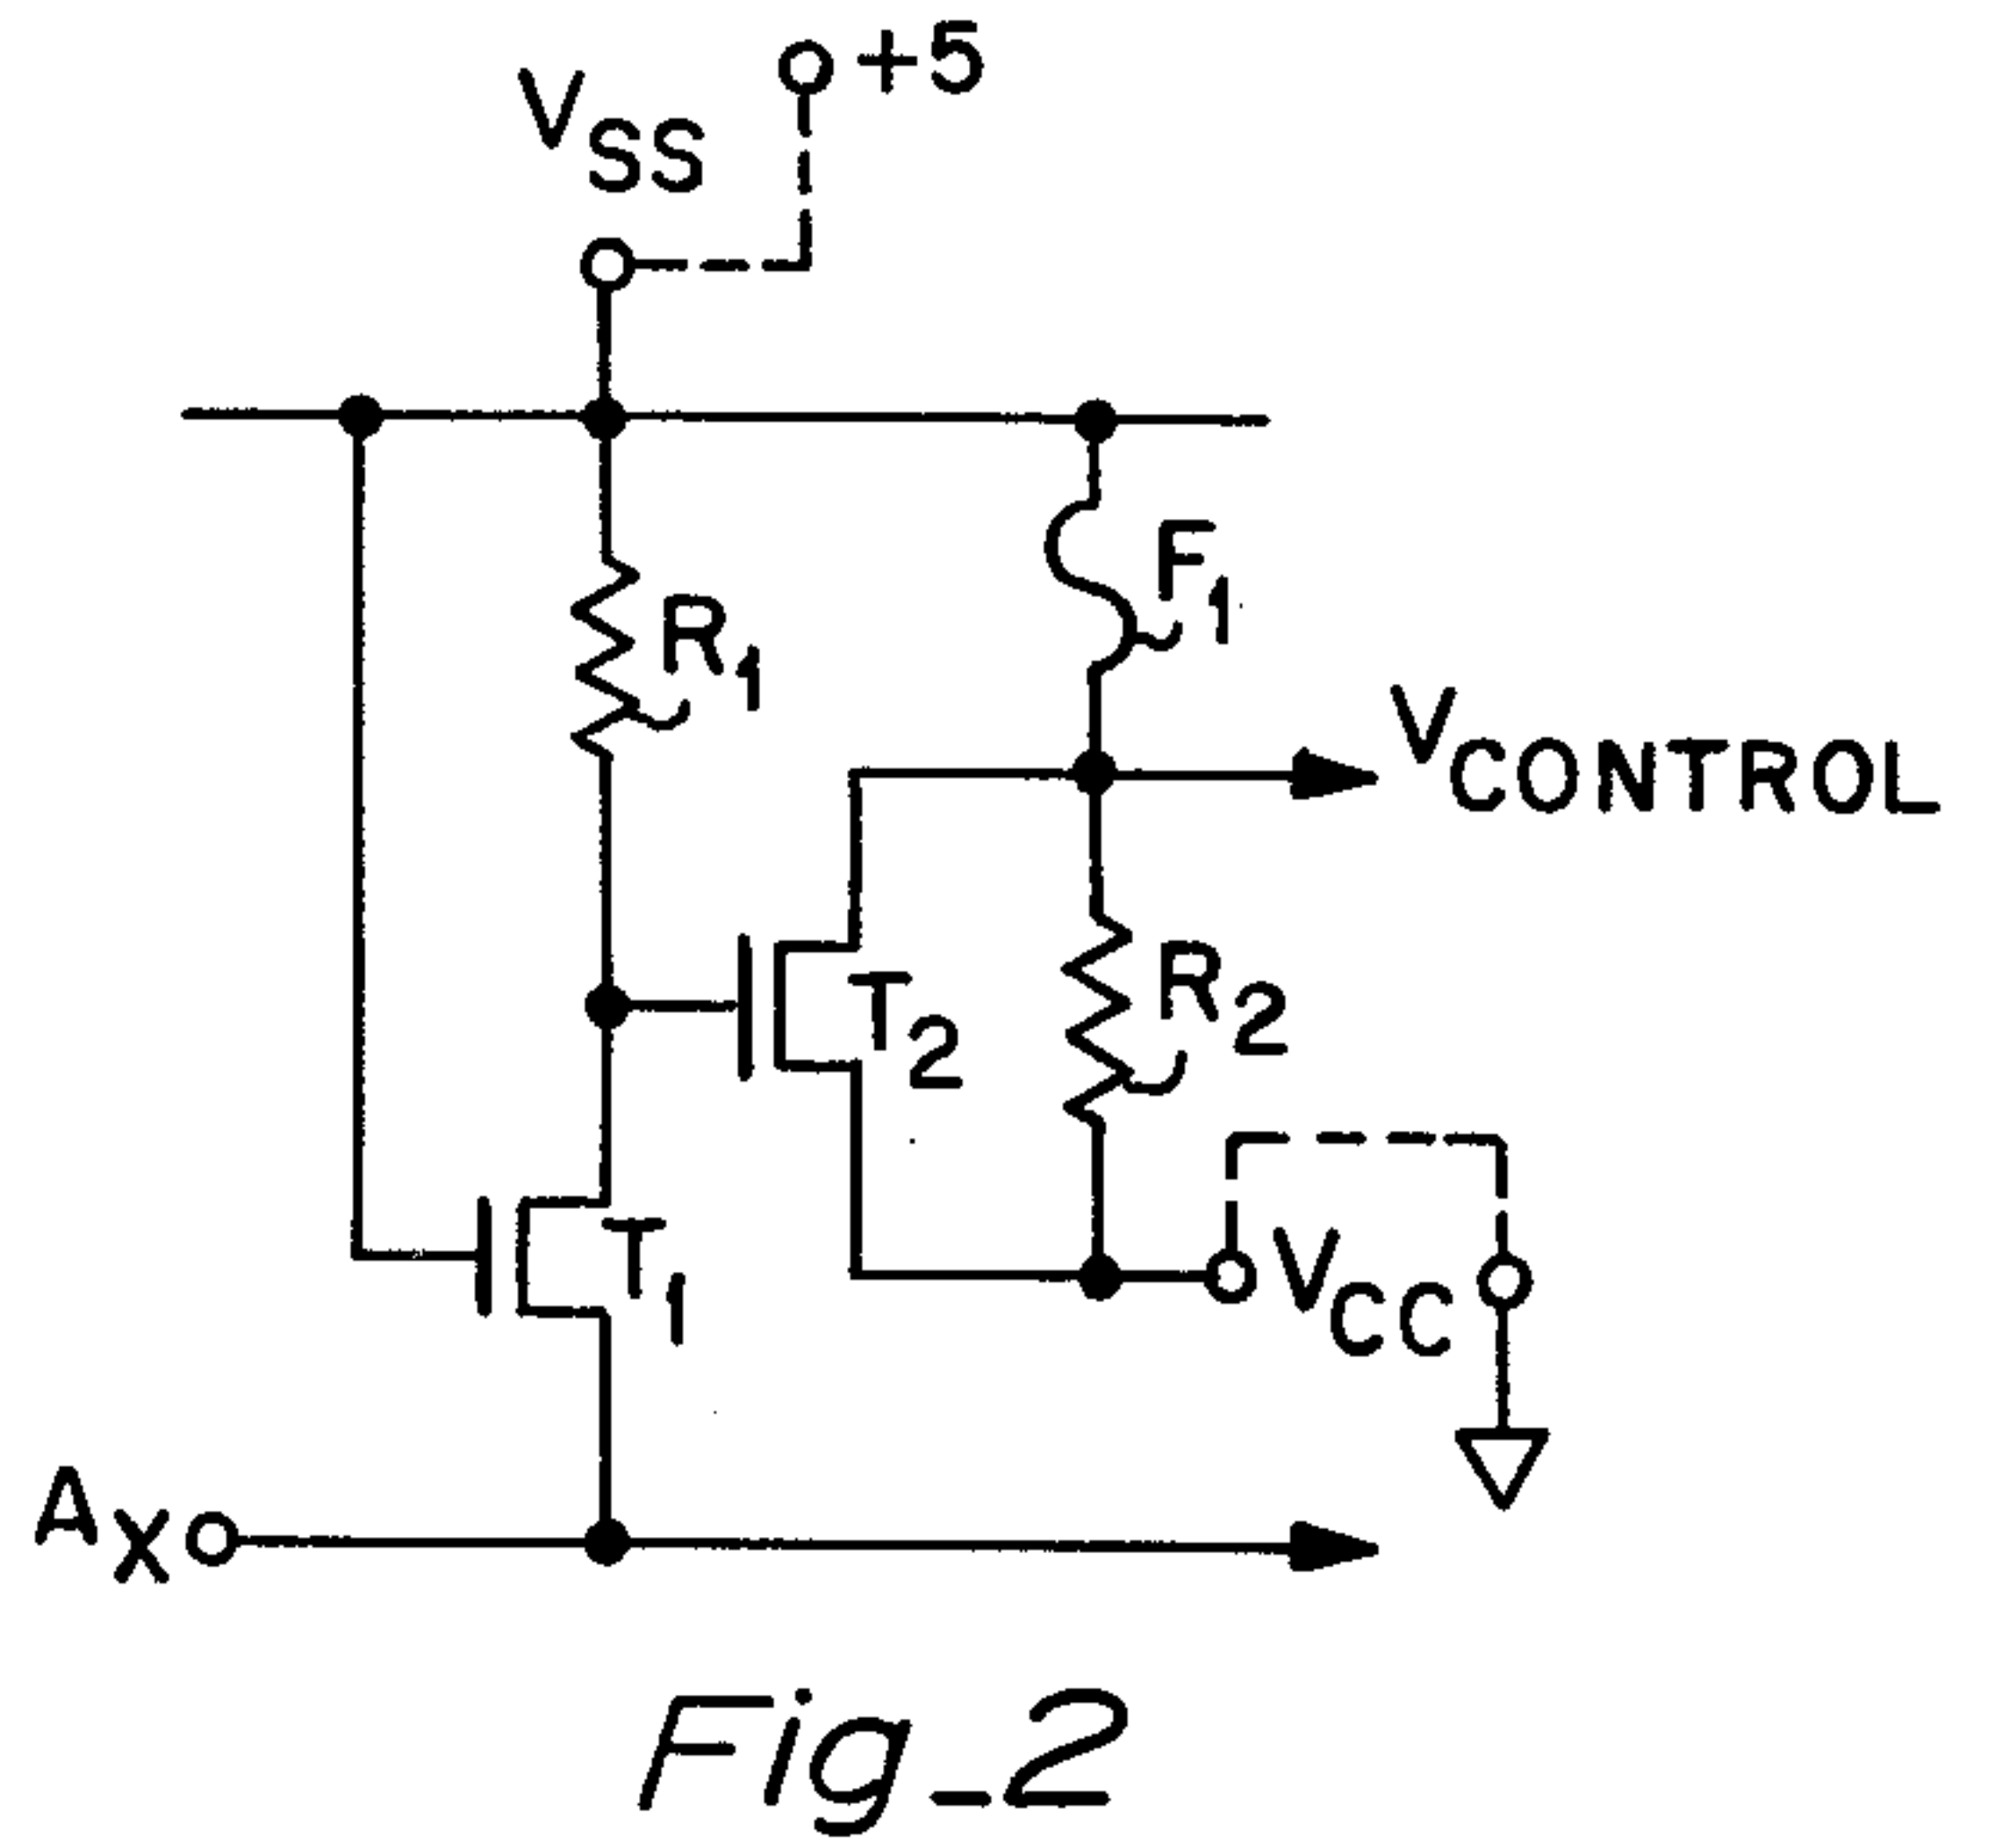 +5
VSS
F1
R1
VCONTROL
R2
T2
T1
VCC
AX
Fig_2